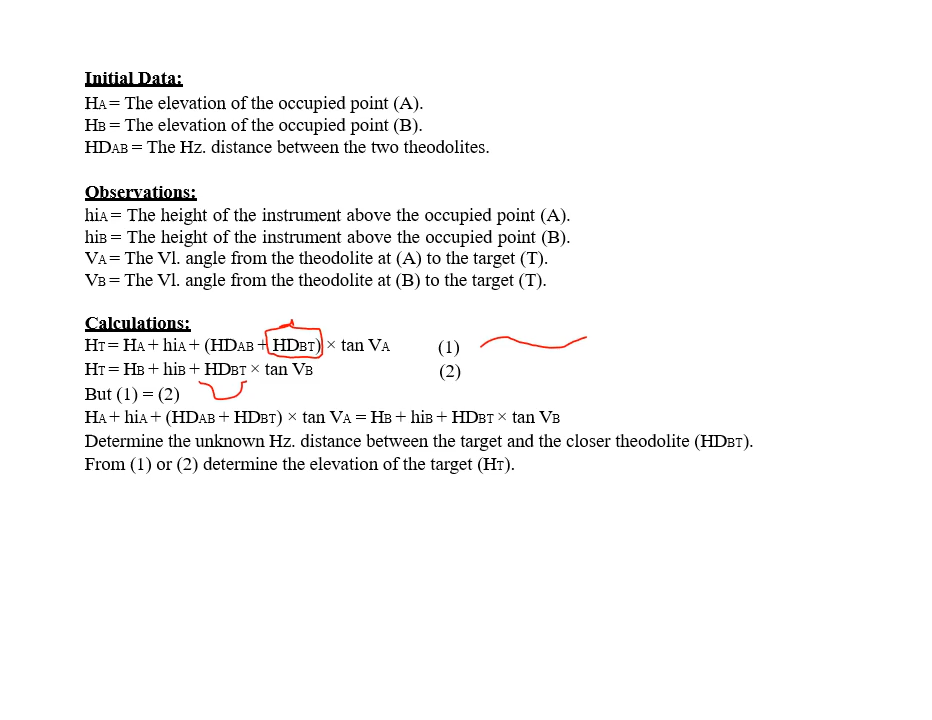 Initial Data:
HA = The elevation of the occupied point (A).
HB = The elevation of the occupied point (B).
HDAB = The Hz. distance between the two theodolites.
Observations:
hiA = The height of the instrument above the occupied point (A).
hiB = The height of the instrument above the occupied point (B).
VA = The Vl. angle from the theodolite at (A) to the target (T).
VB = The Vl. angle from the theodolite at (B) to the target (T).
Calculations:
HT = HA + hiA + (HDAB + HDBT) × tan VA (1)
HT = HB + hiB + HDBT × tan VB (2)
But (1) = (2)
HA + hiA + (HDAB + HDBT) × tan VA = HB + hiB + HDBT × tan VB
Determine the unknown Hz. distance between the target and the closer theodolite (HDBT).
From (1) or (2) determine the elevation of the target (HT).